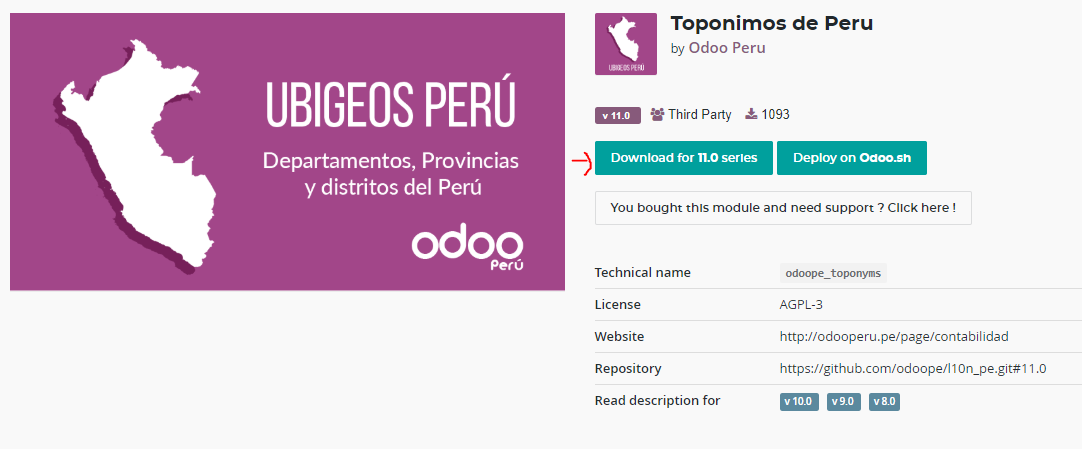 UBIGEOS PERÚ
Departamentos, Provincias
y distritos del Perú
odoo
Perú
UBIGEOS PERÚ
Toponimos de Peru
by Odoo Peru
v 11.0 Third Party 1093
Download for 11.0 series Deploy on Odoo.sh
You bought this module and need support ? Click here !
Technical name odoope_toponyms
License AGPL-3
Website http://odooperu.pe/page/contabilidad
Repository https://github.com/odoope/l10n_pe.git#11.0
Read description for v 10.0 v 9.0 v 8.0